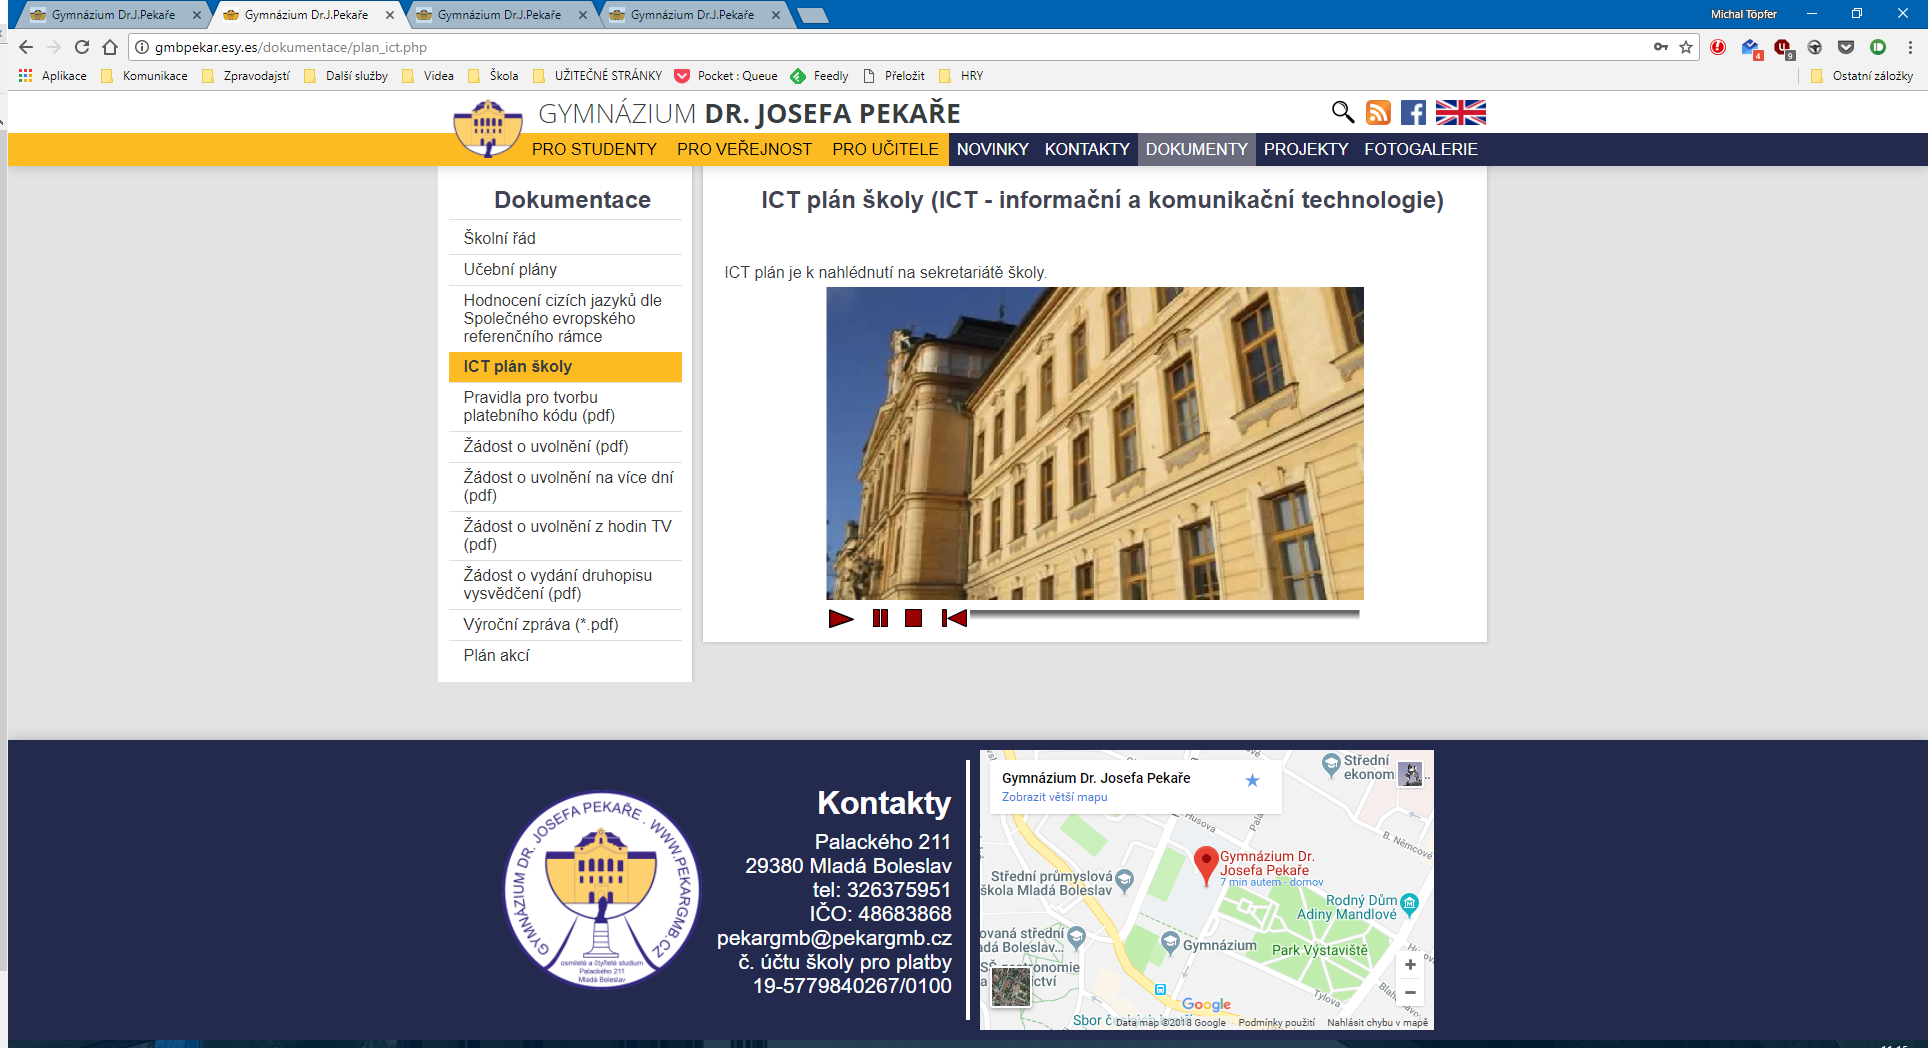 Gymnázium Dr.J.Pekaře
Gymnázium Dr.J.Pekaře
Gymnázium Dr.J.Pekaře
Gymnázium Dr.J.Pekaře
Michal Töpfer
gmbpekar.esy.es/dokumentace/plan_ict.php
4
9
Aplikace
Komunikace
Zpravodajstí
Další služby
Videa
Škola
UŽITEČNÉ STRÁNKY
Pocket : Queue
Feedly
Přeložit
HRY
Ostatní záložky
GYMNÁZIUM DR. JOSEFA PEKAŘE
PRO STUDENTY
PRO VEŘEJNOST
PRO UČITELE
NOVINKY
KONTAKTY
DOKUMENTY
PROJEKTY
FOTOGALERIE
Dokumentace
Školní řád
Učební plány
Hodnocení cizích jazyků dle
Společného evropského
referenčního rámce
ICT plán školy
Pravidla pro tvorbu
platebního kódu (pdf)
Žádost o uvolnění (pdf)
Žádost o uvolnění na více dní
(pdf)
Žádost o uvolnění z hodin TV
(pdf)
Žádost o vydání druhopisu
vysvědčení (pdf)
Výroční zpráva (*.pdf)
Plán akcí
ICT plán školy (ICT - informační a komunikační technologie)
ICT plán je k nahlédnutí na sekretariátě školy.
GYMNÁZIUM DR. JOSEFA PEKAŘE . WWW.PEKARGMB.CZ
osmileté a čtyřleté studium
Palackého 211
Mladá Boleslav
Kontakty
Palackého 211
29380 Mladá Boleslav
tel: 326375951
IČO: 48683868
pekargmb@pekargmb.cz
č. účtu školy pro platby
19-5779840267/0100
Gymnázium Dr. Josefa Pekaře
Zobrazit větší mapu
Střední
ekonom
Husova
B. Němcové
Gymnázium Dr.
Josefa Pekaře
7 min autem - domov
Střední průmyslová
škola Mladá Boleslav
Rodný Dům
Adiny Mandlové
ovaná střední
dá Boleslav...
Gymnázium
Park Výstaviště
Tylova
Google
Sbor
Data map ©2018 Google
Podmínky použití
Nahlásit chybu v mapě